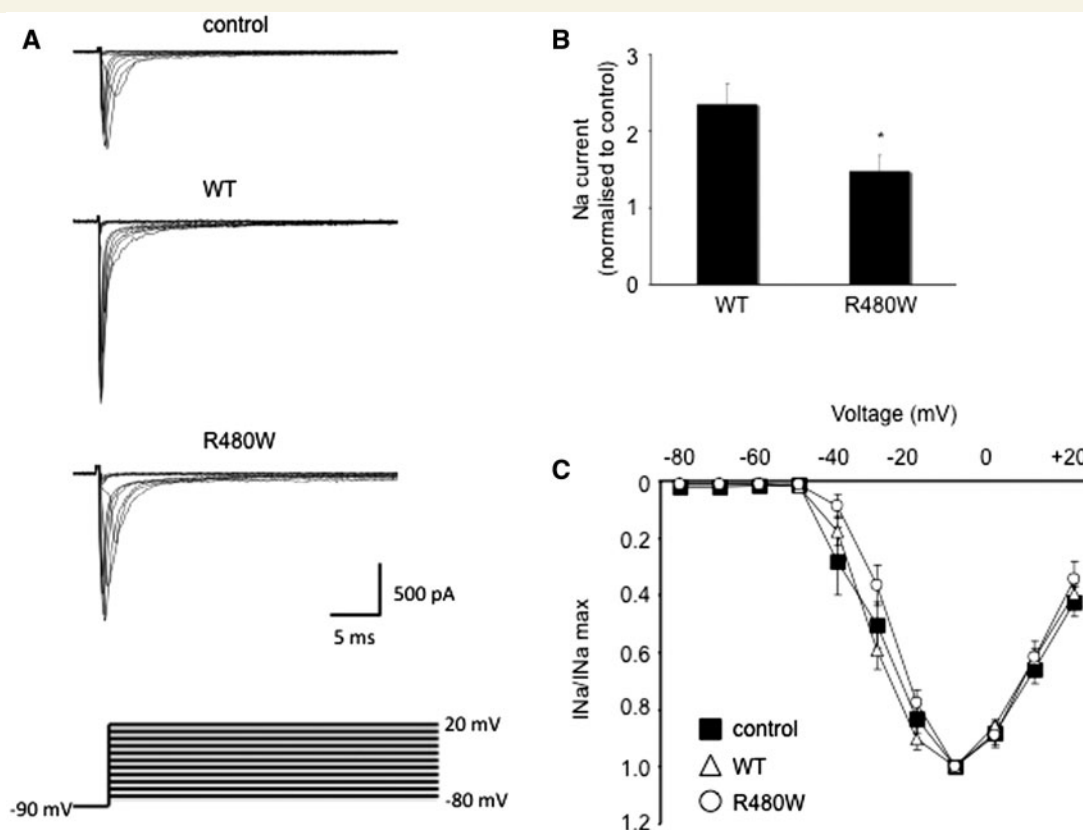 A
control
WT
R480W
500 pA
5 ms
20 mV
-90 mV
-80 mV
B
Na current
(normalised to control)
3
2
1
0
*
WT
R480W
C
Voltage (mV)
-80
-60
-40
-20
0
+20
INa/INa max
0
0.2
0.4
0.6
0.8
1.0
1.2
control
WT
R480W